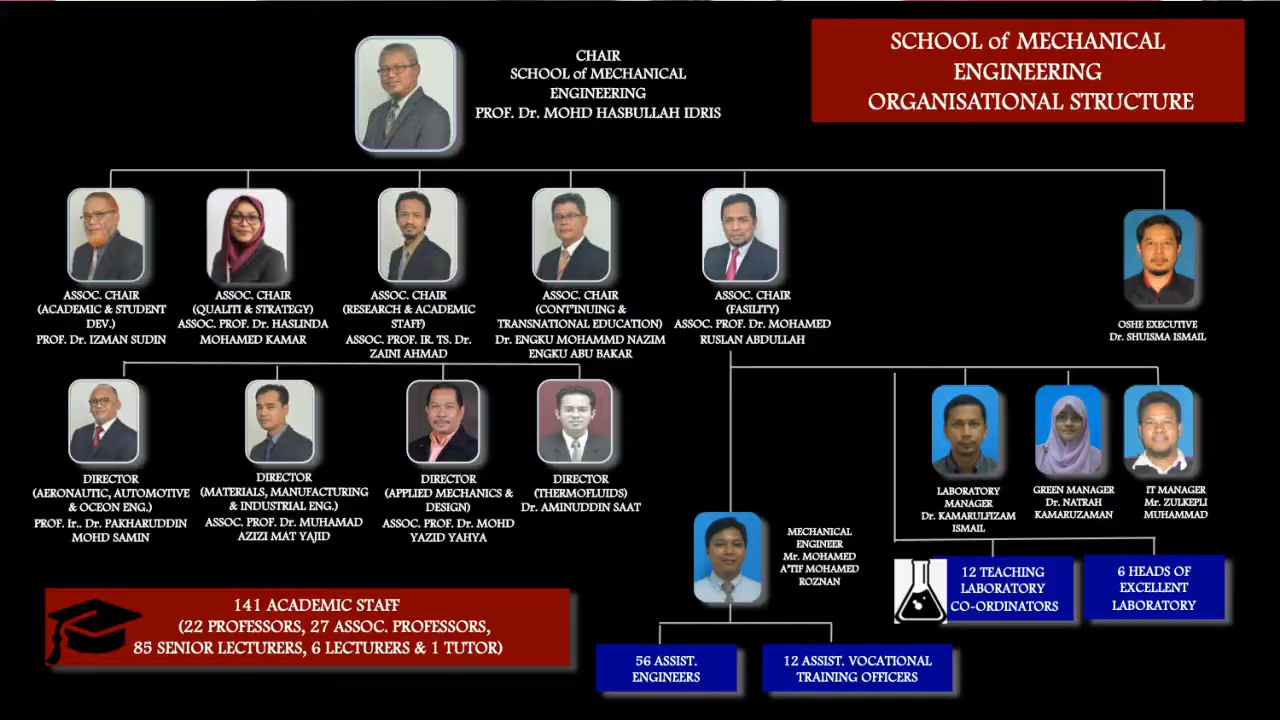 SCHOOL of MECHANICAL
ENGINEERING
ORGANISATIONAL STRUCTURE
CHAIR
SCHOOL of MECHANICAL
ENGINEERING
PROF. Dr. MOHD HASBULLAH IDRIS
ASSOC. CHAIR
(ACADEMIC & STUDENT
DEV.)
PROF. Dr. IZMAN SUDIN
ASSOC. CHAIR
(QUALITI & STRATEGY)
ASSOC. PROF. Dr. HASLINDA
MOHAMED KAMAR
ASSOC. CHAIR
(RESEARCH & ACADEMIC
STAFF)
ASSOC. PROF. IR. TS. Dr.
ZAINI AHMAD
ASSOC. CHAIR
(CONT'INUING &
TRANSNATIONAL EDUCATION)
Dr. ENGKU MOHAMMD NAZIM
ENGKU ABU BAKAR
ASSOC. CHAIR
(FASILITY)
ASSOC. PROF. Dr. MOHAMED
RUSLAN ABDULLAH
OSHE EXECUTIVE
Dr. SHUISMA ISMAIL
DIRECTOR
(AERONAUTIC, AUTOMOTIVE
& OCEON ENG.)
PROF. Ir.. Dr. PAKHARUDDIN
MOHD SAMIN
DIRECTOR
(MATERIALS, MANUFACTURING
& INDUSTRIAL ENG.)
ASSOC. PROF. Dr. MUHAMAD
AZIZI MAT YAJID
DIRECTOR
(APPLIED MECHANICS &
DESIGN)
ASSOC. PROF. Dr. MOHD
YAZID YAHYA
DIRECTOR
(THERMOFLUIDS)
Dr. AMINUDDIN SAAT
LABORATORY
MANAGER
Dr. KAMARULFIZAM
ISMAIL
GREEN MANAGER
Dr. NATRAH
KAMARUZAMAN
IT MANAGER
Mr. ZULKEPLI
MUHAMMAD
MECHANICAL
ENGINEER
Mr. MOHAMED
A'TIF MOHAMED
ROZNAN
12 TEACHING
LABORATORY
CO-ORDINATORS
6 HEADS OF
EXCELLENT
LABORATORY
141 ACADEMIC STAFF
(22 PROFESSORS, 27 ASSOC. PROFESSORS,
85 SENIOR LECTURERS, 6 LECTURERS & 1 TUTOR)
56 ASSIST.
ENGINEERS
12 ASSIST. VOCATIONAL
TRAINING OFFICERS